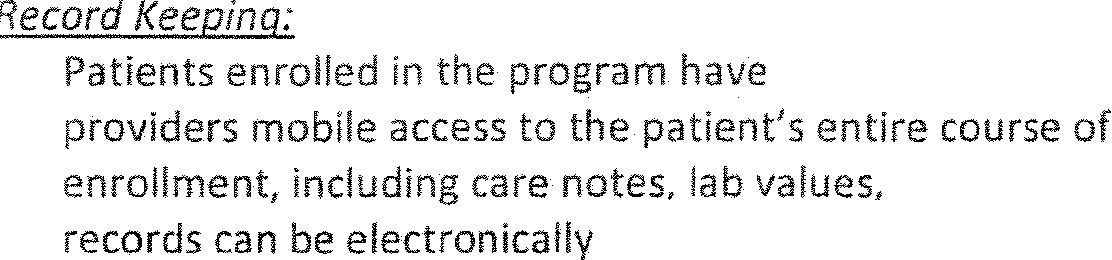 Record Keeping:
Patients enrolled in the program have
providers mobile access to the patient's entire course of
enrollment, including care notes, lab values,
records can be electronically